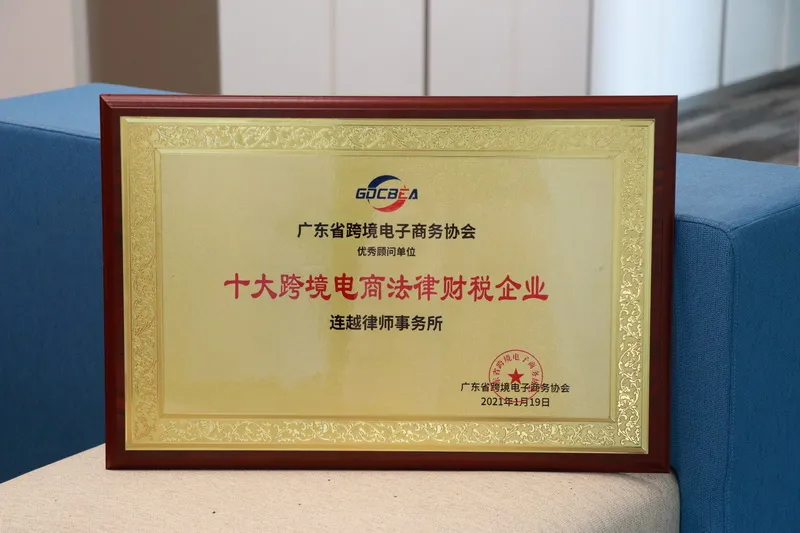 GDCBEA
广东省跨境电子商务协会
优秀顾问单位
十大跨境电商法律财税企业
连越律师事务所
广东省跨境电子商务协会
2021年1月19日